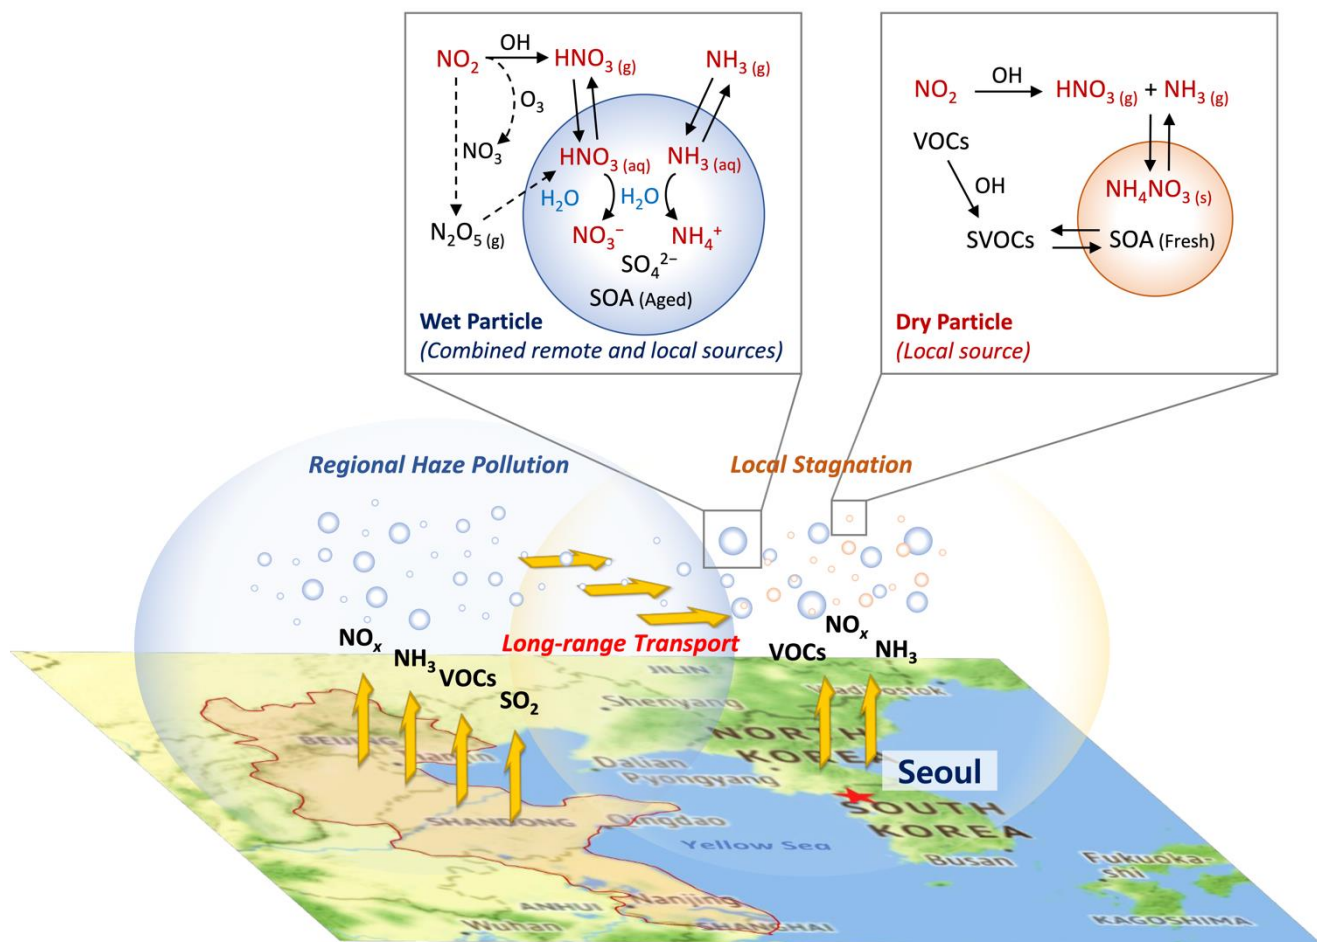 NO₂
OH
HNO₃ (g)
NH₃ (g)
O₃
NO₃
HNO₃ (aq)
NH₃ (aq)
H₂O
H₂O
N₂O₅ (g)
NO₃⁻
NH₄⁺
SO₄²⁻
SOA (Aged)
Wet Particle
(Combined remote and local sources)
NO₂
OH
HNO₃ (g) + NH₃ (g)
VOCs
OH
NH₄NO₃ (s)
SVOCs
SOA (Fresh)
Dry Particle
(Local source)
Regional Haze Pollution
Local Stagnation
Long-range Transport
NOₓ
NH₃
VOCs
SO₂
VOCs
NOₓ
NH₃
JILIN
Shenyang
Vladivostok
NORTH
KOREA
BEIJING
Dalian
Pyongyang
Seoul
SOUTH
KOREA
SHANDONG
Qingdao
Yellow Sea
Busan
Fukuoka-
shi
KAGOSHIMA
Nanjing
ANHUI
SHANGHAI
Wuhan